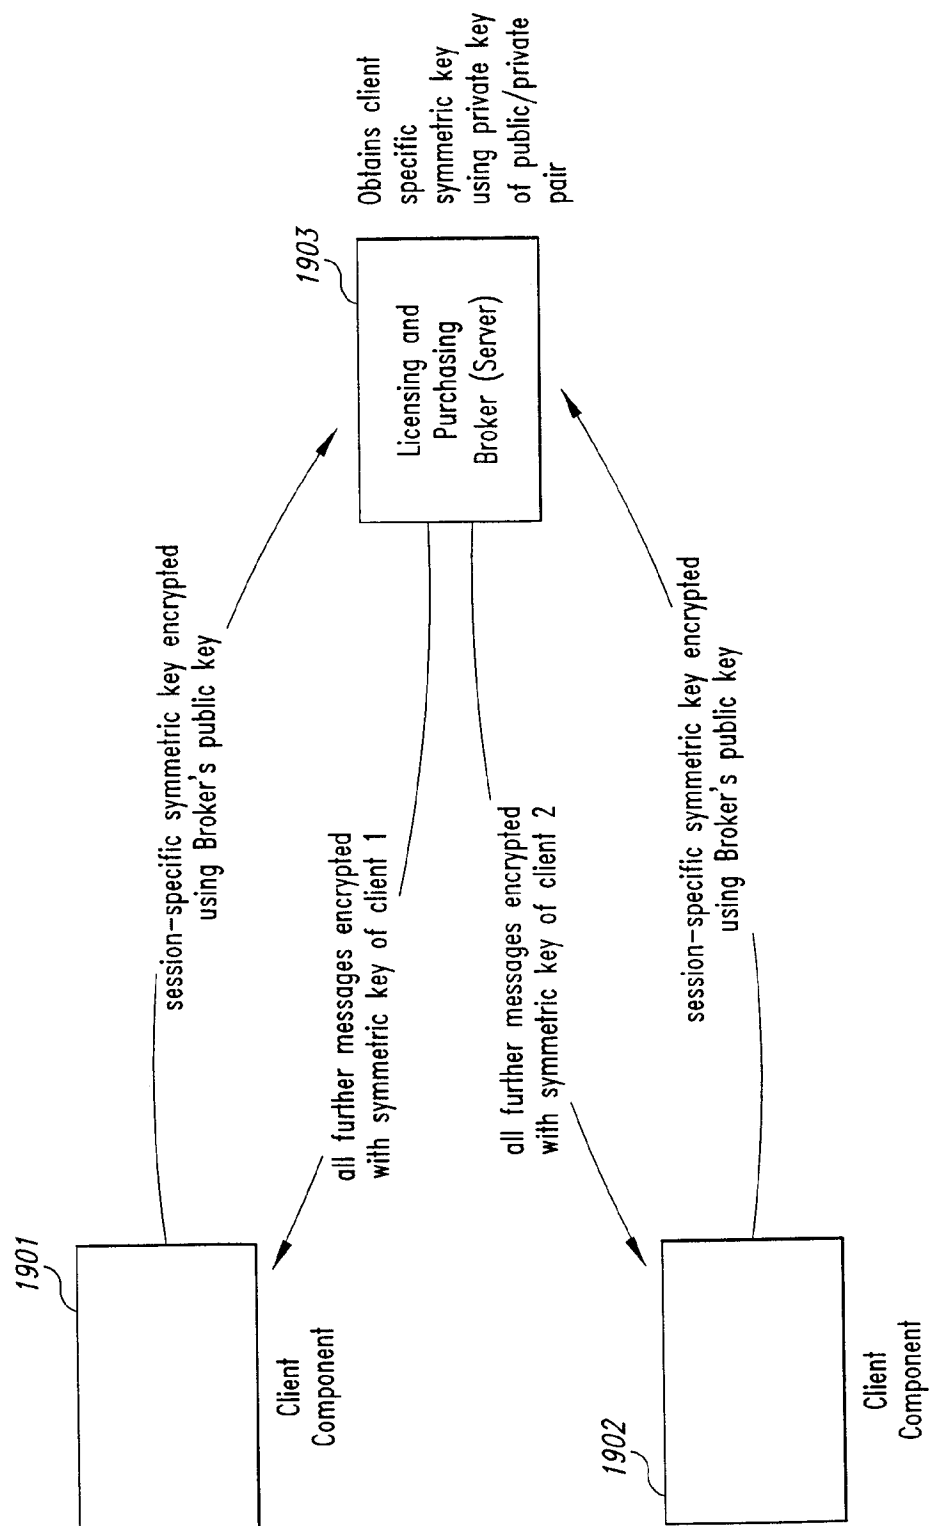 1901
Client
Component
session-specific symmetric key encrypted
using Broker's public key
all further messages encrypted
with symmetric key of client 1
1903
Licensing and
Purchasing
Broker (Server)
Obtains client
specific
symmetric key
using private key
of public/private
pair
all further messages encrypted
with symmetric key of client 2
1902
Client
Component
session-specific symmetric key encrypted
using Broker's public key